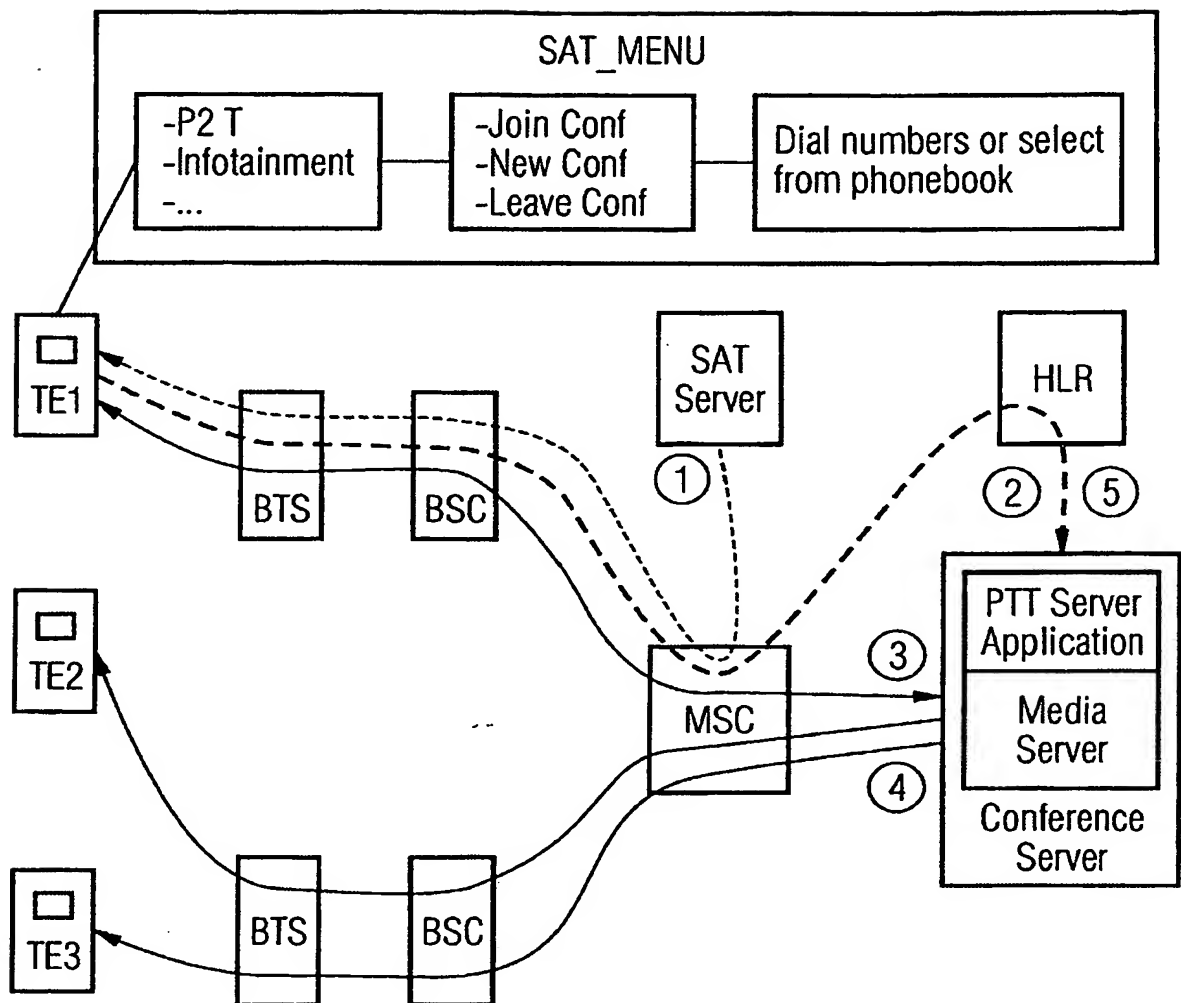 SAT_MENU
-P2 T
-Infotainment
-...
-Join Conf
-New Conf
-Leave Conf
Dial numbers or select
from phonebook
TE1
BTS
BSC
SAT
Server
HLR
1
2
5
TE2
MSC
3
4
PTT Server
Application
Media
Server
Conference
Server
TE3
BTS
BSC